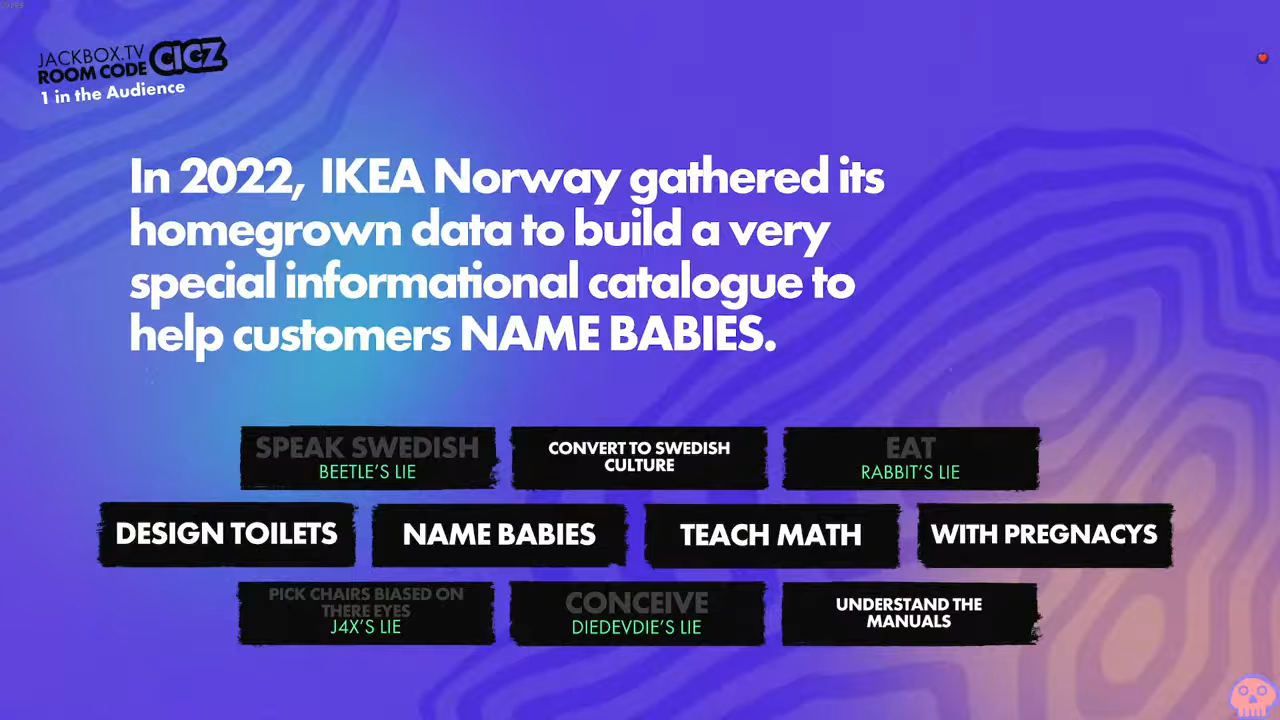 JACKBOX.TV
ROOM CODE CICZ
1 in the Audience
In 2022, IKEA Norway gathered its
homegrown data to build a very
special informational catalogue to
help customers NAME BABIES.
SPEAK SWEDISH
BEETLE'S LIE
CONVERT TO SWEDISH
CULTURE
EAT
RABBIT'S LIE
DESIGN TOILETS
NAME BABIES
TEACH MATH
WITH PREGNACYS
PICK CHAIRS BIASED ON
THERE EYES
J4X'S LIE
CONCEIVE
DIEDEVDIE'S LIE
UNDERSTAND THE
MANUALS